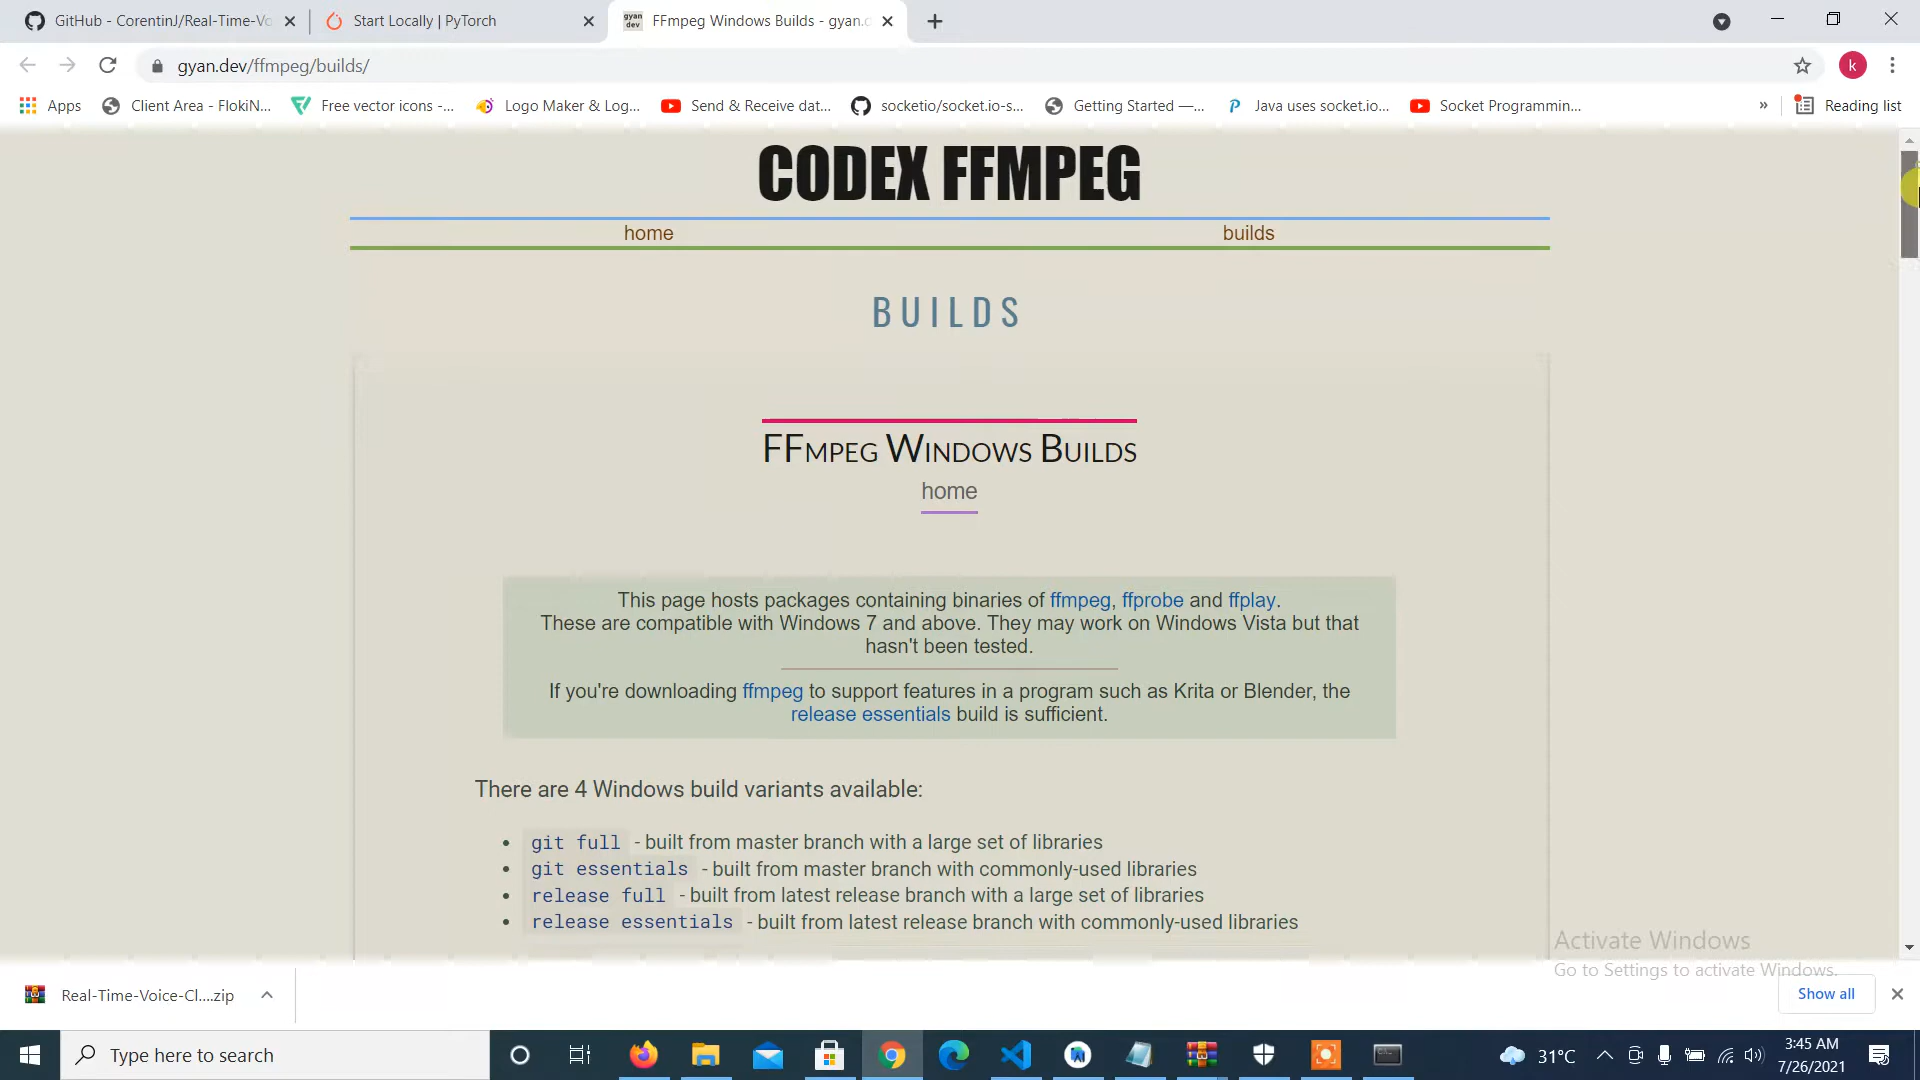 GitHub - CorentinJ/Real-Time-Vo
Start Locally | PyTorch
gyan dev
FFmpeg Windows Builds - gyan.d
gyan.dev/ffmpeg/builds/
k
Apps
Client Area - FlokiN...
Free vector icons -...
Logo Maker & Log...
Send & Receive dat...
socketio/socket.io-s...
Getting Started —...
Java uses socket.io...
Socket Programmin...
»
Reading list
CODEX FFMPEG
home
builds
BUILDS
FFmpeg Windows Builds
home
This page hosts packages containing binaries of ffmpeg, ffprobe and ffplay.
These are compatible with Windows 7 and above. They may work on Windows Vista but that
hasn't been tested.
If you're downloading ffmpeg to support features in a program such as Krita or Blender, the
release essentials build is sufficient.
There are 4 Windows build variants available:
• git full - built from master branch with a large set of libraries
• git essentials - built from master branch with commonly-used libraries
• release full - built from latest release branch with a large set of libraries
• release essentials - built from latest release branch with commonly-used libraries
Activate Windows
Go to Settings to activate Windows.
Real-Time-Voice-Cl....zip
Show all
Type here to search
31°C
3:45 AM
7/26/2021